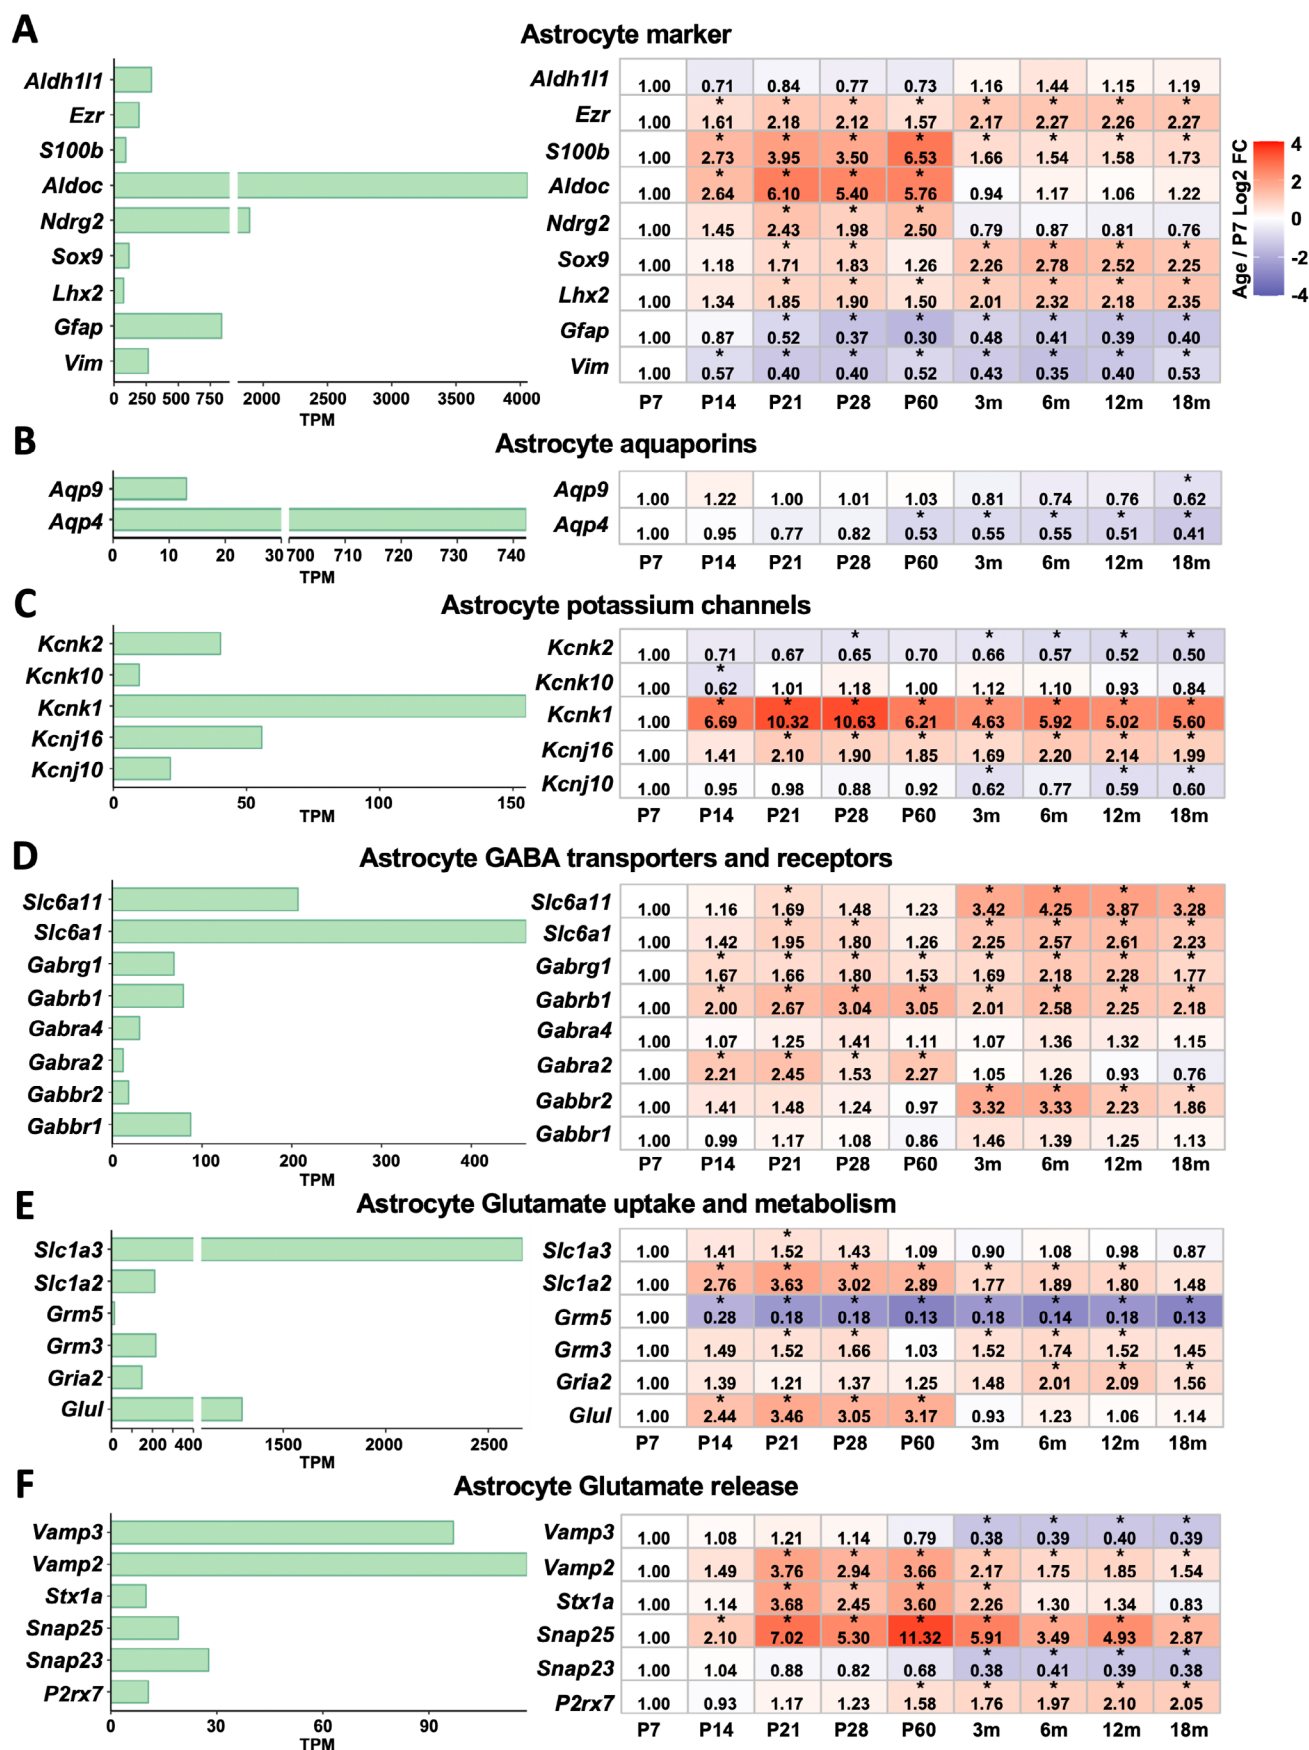 A
Astrocyte marker
Aldh1l1
Ezr
S100b
Aldoc
Ndrg2
Sox9
Lhx2
Gfap
Vim
0 250 500 750 2000 2500 3000 3500 4000
TPM
Aldh1l1 1.00 0.71 0.84 0.77 0.73 1.16 1.44 1.15 1.19
* * * * * * * *
Ezr 1.00 1.61 2.18 2.12 1.57 2.17 2.27 2.26 2.27
* * * * * * * *
S100b 1.00 2.73 3.95 3.50 6.53 1.66 1.54 1.58 1.73
* * * *
Aldoc 1.00 2.64 6.10 5.40 5.76 0.94 1.17 1.06 1.22
* * *
Ndrg2 1.00 1.45 2.43 1.98 2.50 0.79 0.87 0.81 0.76
* * * * * *
Sox9 1.00 1.18 1.71 1.83 1.26 2.26 2.78 2.52 2.25
* * * * * * *
Lhx2 1.00 1.34 1.85 1.90 1.50 2.01 2.32 2.18 2.35
* * * * * * *
Gfap 1.00 0.87 0.52 0.37 0.30 0.48 0.41 0.39 0.40
* * * * * * * *
Vim 1.00 0.57 0.40 0.40 0.52 0.43 0.35 0.40 0.53
P7 P14 P21 P28 P60 3m 6m 12m 18m
Age / P7 Log2 FC
4
2
0
-2
-4
B
Astrocyte aquaporins
Aqp9
Aqp4
0 10 20 30 700 710 720 730 740
TPM
*
Aqp9 1.00 1.22 1.00 1.01 1.03 0.81 0.74 0.76 0.62
* * * * *
Aqp4 1.00 0.95 0.77 0.82 0.53 0.55 0.55 0.51 0.41
P7 P14 P21 P28 P60 3m 6m 12m 18m
C
Astrocyte potassium channels
Kcnk2
Kcnk10
Kcnk1
Kcnj16
Kcnj10
0 50 100 150
TPM
* * * * *
Kcnk2 1.00 0.71 0.67 0.65 0.70 0.66 0.57 0.52 0.50
*
Kcnk10 1.00 0.62 1.01 1.18 1.00 1.12 1.10 0.93 0.84
* * * * * * * *
Kcnk1 1.00 6.69 10.32 10.63 6.21 4.63 5.92 5.02 5.60
* * * * * * *
Kcnj16 1.00 1.41 2.10 1.90 1.85 1.69 2.20 2.14 1.99
* * *
Kcnj10 1.00 0.95 0.98 0.88 0.92 0.62 0.77 0.59 0.60
P7 P14 P21 P28 P60 3m 6m 12m 18m
D
Astrocyte GABA transporters and receptors
Slc6a11
Slc6a1
Gabrg1
Gabrb1
Gabra4
Gabra2
Gabbr2
Gabbr1
0 100 200 300 400
TPM
* * * * *
Slc6a11 1.00 1.16 1.69 1.48 1.23 3.42 4.25 3.87 3.28
* * * * * *
Slc6a1 1.00 1.42 1.95 1.80 1.26 2.25 2.57 2.61 2.23
* * * * * * * *
Gabrg1 1.00 1.67 1.66 1.80 1.53 1.69 2.18 2.28 1.77
* * * * * * * *
Gabrb1 1.00 2.00 2.67 3.04 3.05 2.01 2.58 2.25 2.18
Gabra4 1.00 1.07 1.25 1.41 1.11 1.07 1.36 1.32 1.15
* * * *
Gabra2 1.00 2.21 2.45 1.53 2.27 1.05 1.26 0.93 0.76
* * * *
Gabbr2 1.00 1.41 1.48 1.24 0.97 3.32 3.33 2.23 1.86
Gabbr1 1.00 0.99 1.17 1.08 0.86 1.46 1.39 1.25 1.13
P7 P14 P21 P28 P60 3m 6m 12m 18m
E
Astrocyte Glutamate uptake and metabolism
Slc1a3
Slc1a2
Grm5
Grm3
Gria2
Glul
0 200 400 1500 2000 2500
TPM
*
Slc1a3 1.00 1.41 1.52 1.43 1.09 0.90 1.08 0.98 0.87
* * * * * * *
Slc1a2 1.00 2.76 3.63 3.02 2.89 1.77 1.89 1.80 1.48
* * * * * * * *
Grm5 1.00 0.28 0.18 0.18 0.13 0.18 0.14 0.18 0.13
* * * * *
Grm3 1.00 1.49 1.52 1.66 1.03 1.52 1.74 1.52 1.45
* * *
Gria2 1.00 1.39 1.21 1.37 1.25 1.48 2.01 2.09 1.56
* * * *
Glul 1.00 2.44 3.46 3.05 3.17 0.93 1.23 1.06 1.14
P7 P14 P21 P28 P60 3m 6m 12m 18m
F
Astrocyte Glutamate release
Vamp3
Vamp2
Stx1a
Snap25
Snap23
P2rx7
0 30 60 90
TPM
* * * *
Vamp3 1.00 1.08 1.21 1.14 0.79 0.38 0.39 0.40 0.39
* * * * * * *
Vamp2 1.00 1.49 3.76 2.94 3.66 2.17 1.75 1.85 1.54
* * * *
Stx1a 1.00 1.14 3.68 2.45 3.60 2.26 1.30 1.34 0.83
* * * * * * * *
Snap25 1.00 2.10 7.02 5.30 11.32 5.91 3.49 4.93 2.87
* * * *
Snap23 1.00 1.04 0.88 0.82 0.68 0.38 0.41 0.39 0.38
* * * * *
P2rx7 1.00 0.93 1.17 1.23 1.58 1.76 1.97 2.10 2.05
P7 P14 P21 P28 P60 3m 6m 12m 18m